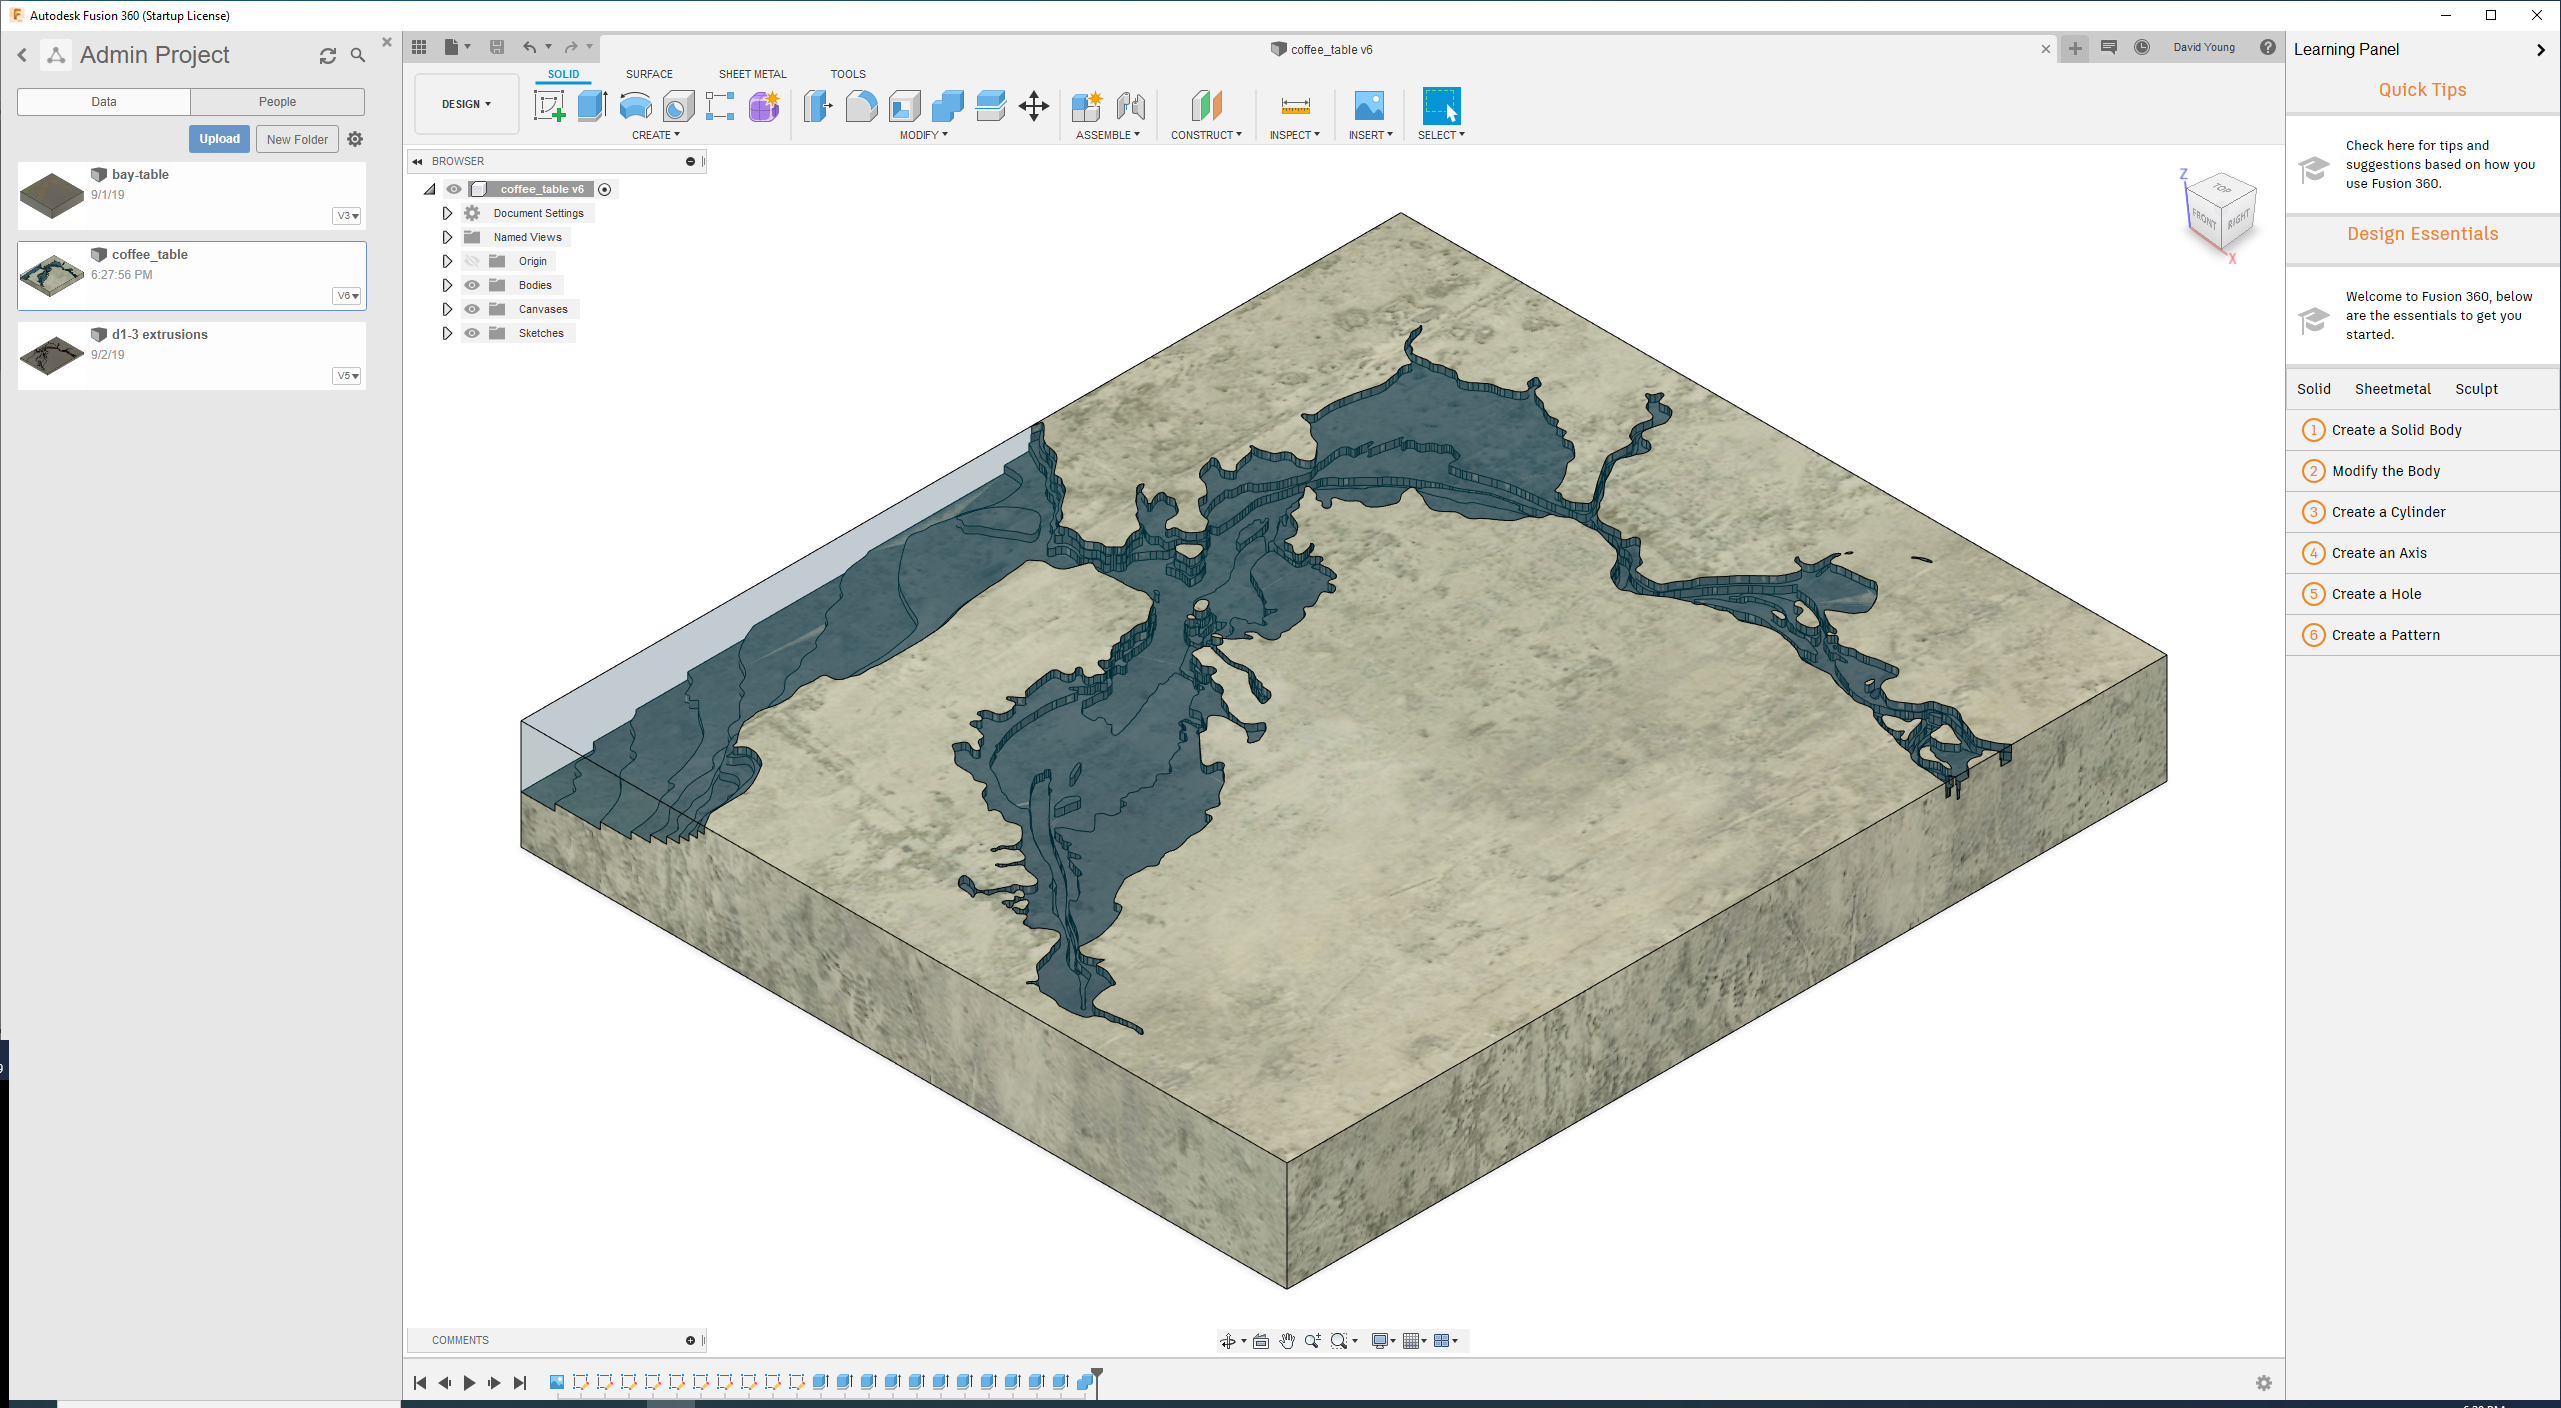 Autodesk Fusion 360 (Startup License)
Admin Project
Data
People
Upload
New Folder
bay-table
9/1/19
V3
coffee_table
6:27:56 PM
V6
d1-3 extrusions
9/2/19
V5
coffee_table v6
David Young
DESIGN
SOLID
SURFACE
SHEET METAL
TOOLS
CREATE
MODIFY
ASSEMBLE
CONSTRUCT
INSPECT
INSERT
SELECT
BROWSER
coffee_table v6
Document Settings
Named Views
Origin
Bodies
Canvases
Sketches
Z
TOP
FRONT
RIGHT
X
COMMENTS
Learning Panel
Quick Tips
Check here for tips and
suggestions based on how you
use Fusion 360.
Design Essentials
Welcome to Fusion 360, below
are the essentials to get you
started.
Solid
Sheetmetal
Sculpt
1 Create a Solid Body
2 Modify the Body
3 Create a Cylinder
4 Create an Axis
5 Create a Hole
6 Create a Pattern